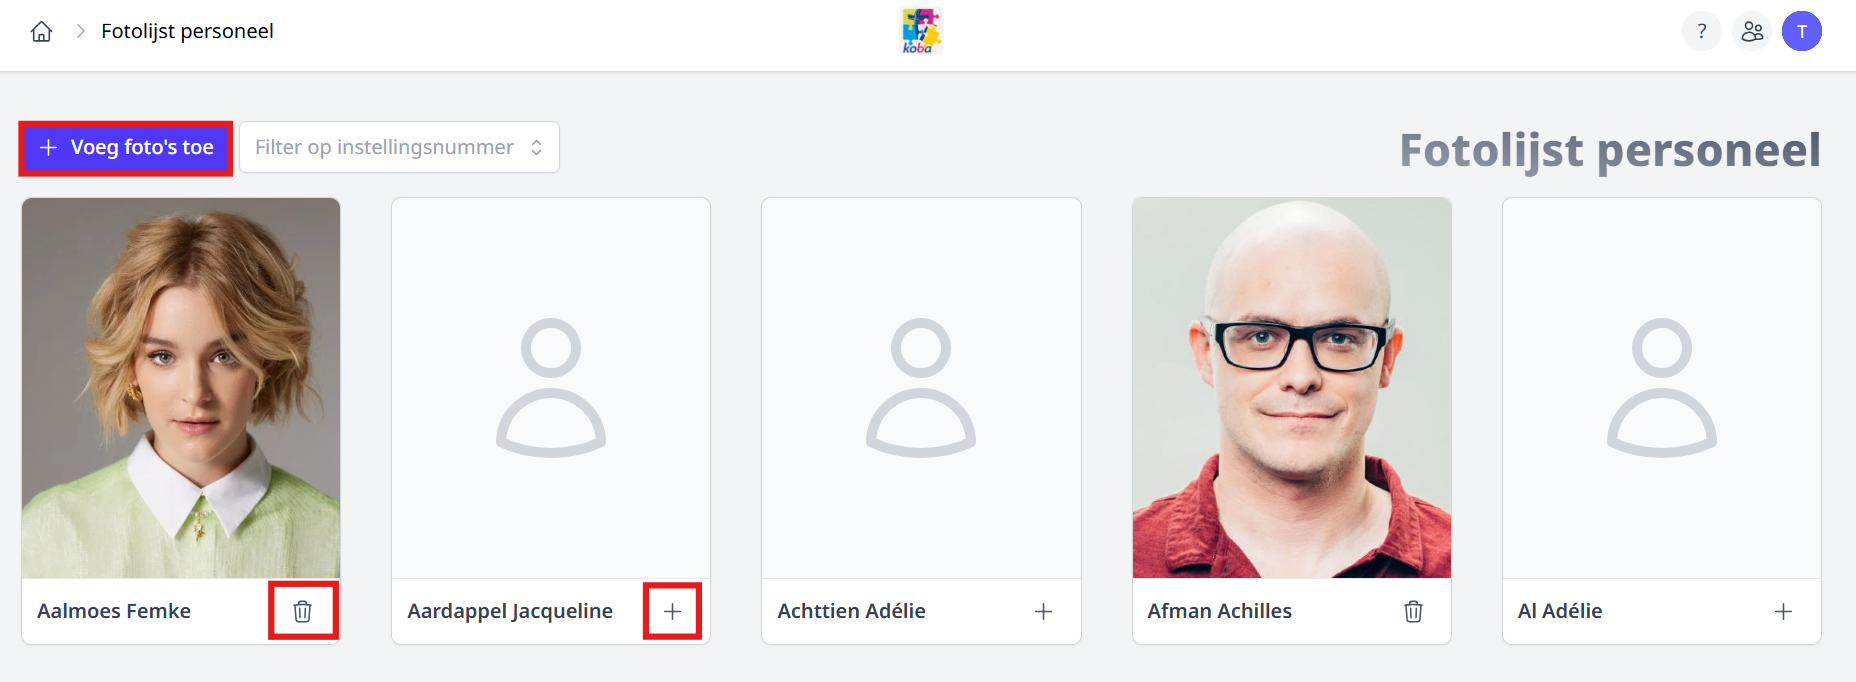 Fotolijst personeel
koba
?
T
Voeg foto's toe
Filter op instellingsnummer
Fotolijst personeel
Aalmoes Femke
Aardappel Jacqueline
Achttien Adélie
Afman Achilles
Al Adélie